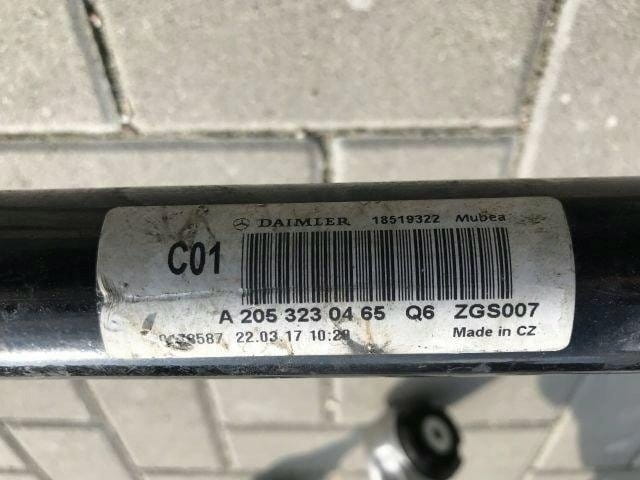 DAIMLER 18519322 Mubea
C01
A 205 323 04 65 Q6 ZGS007
22.03.17 10:29
Made in CZ